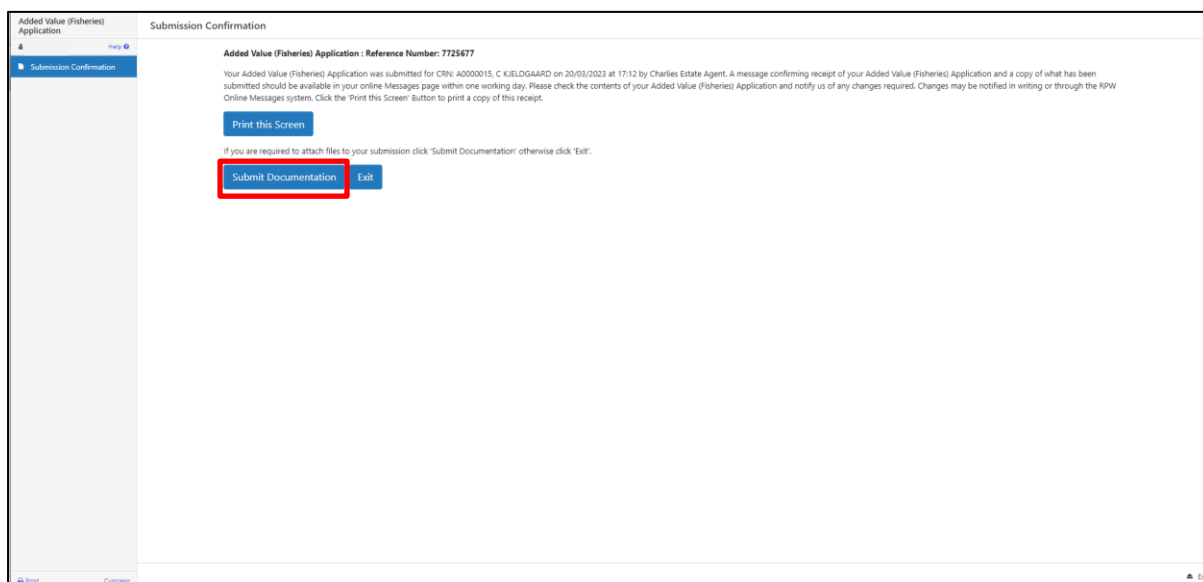 Added Value (Fisheries)
Application
Submission Confirmation
Help
Submission Confirmation
Added Value (Fisheries) Application : Reference Number: 7725677
Your Added Value (Fisheries) Application was submitted for CRN: A0000015, C KJELDGAARD on 20/03/2023 at 17:12 by Charlies Estate Agent. A message confirming receipt of your Added Value (Fisheries) Application and a copy of what has been
submitted should be available in your online Messages page within one working day. Please check the contents of your Added Value (Fisheries) Application and notify us of any changes required. Changes may be notified in writing or through the RPW
Online Messages system. Click the 'Print this Screen' Button to print a copy of this receipt.
Print this Screen
If you are required to attach files to your submission click 'Submit Documentation' otherwise click 'Exit'.
Submit Documentation Exit
Print Cymraeg